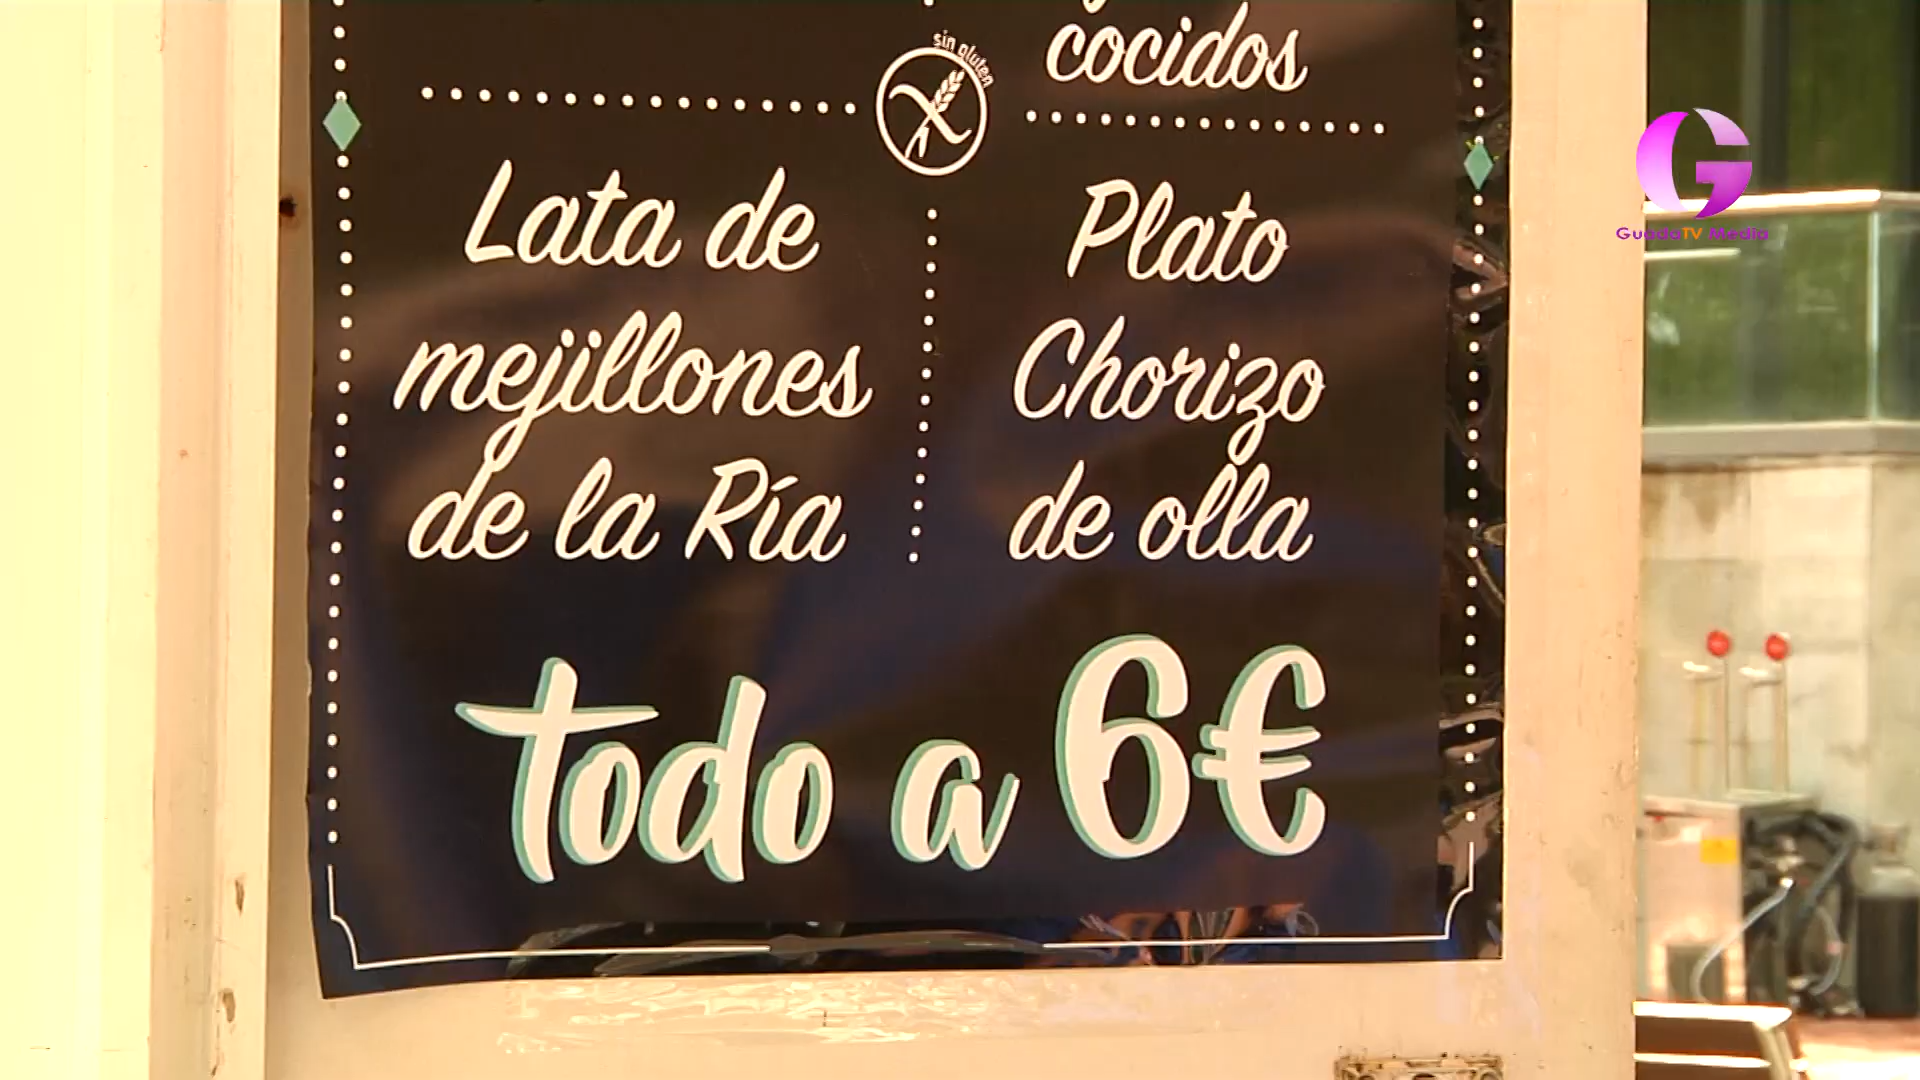 cocidos
sin gluten
Lata de
mejillones
de la Ría
Plato
Chorizo
de olla
todo a 6€
GuadaTV Media